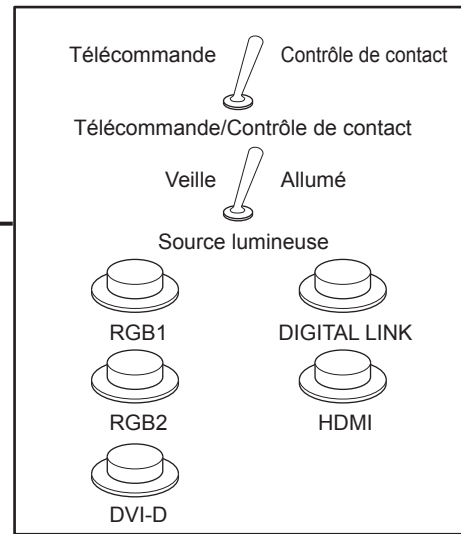 Télécommande Contrôle de contact
Télécommande/Contrôle de contact
Veille Allumé
Source lumineuse
RGB1 DIGITAL LINK
RGB2 HDMI
DVI-D